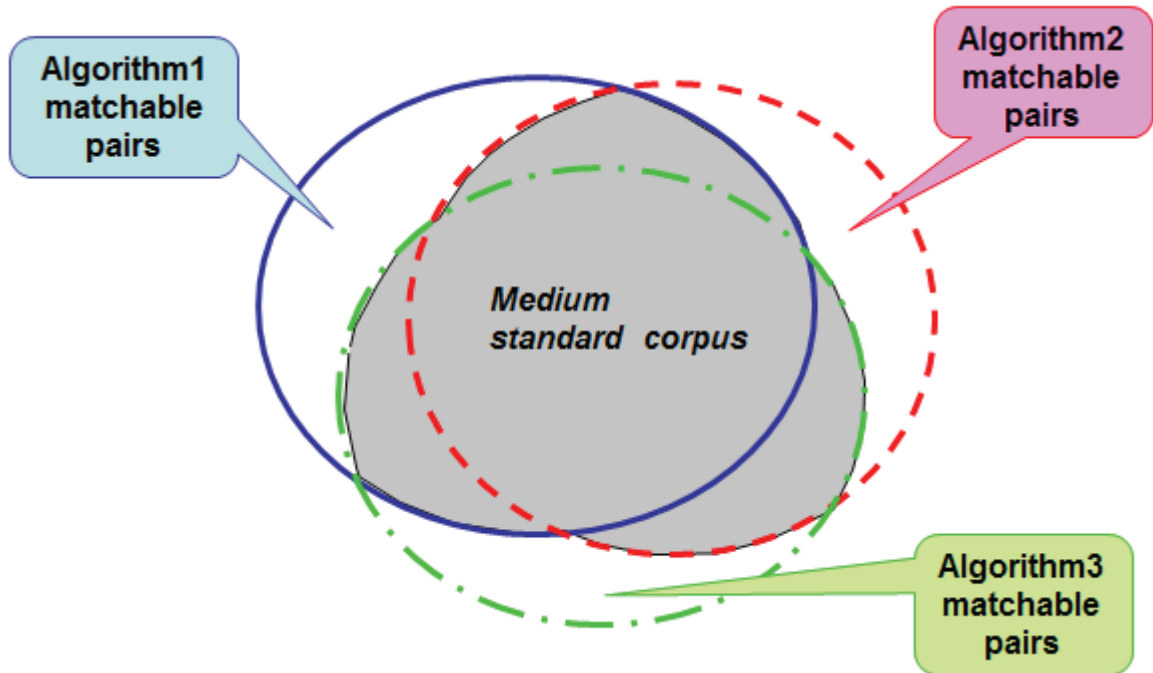 Algorithm1
matchable
pairs
Algorithm2
matchable
pairs
Medium
standard corpus
Algorithm3
matchable
pairs